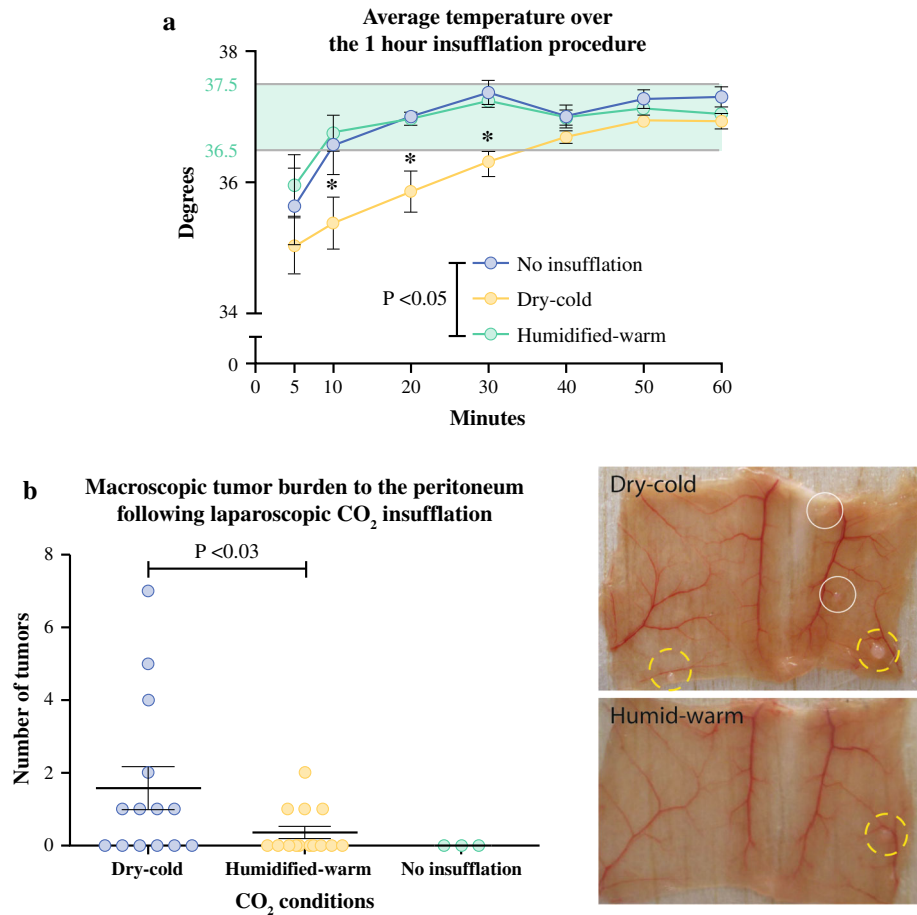 a
Average temperature over
the 1 hour insufflation procedure
38
37.5
36.5
36
34
0
Degrees
*
*
*
No insufflation
P <0.05
Dry-cold
Humidified-warm
0
5
10
20
30
40
50
60
Minutes
b
Macroscopic tumor burden to the peritoneum
following laparoscopic CO2 insufflation
P <0.03
8
6
4
2
0
Number of tumors
Dry-cold
Humidified-warm
No insufflation
CO2 conditions
Dry-cold
Humid-warm